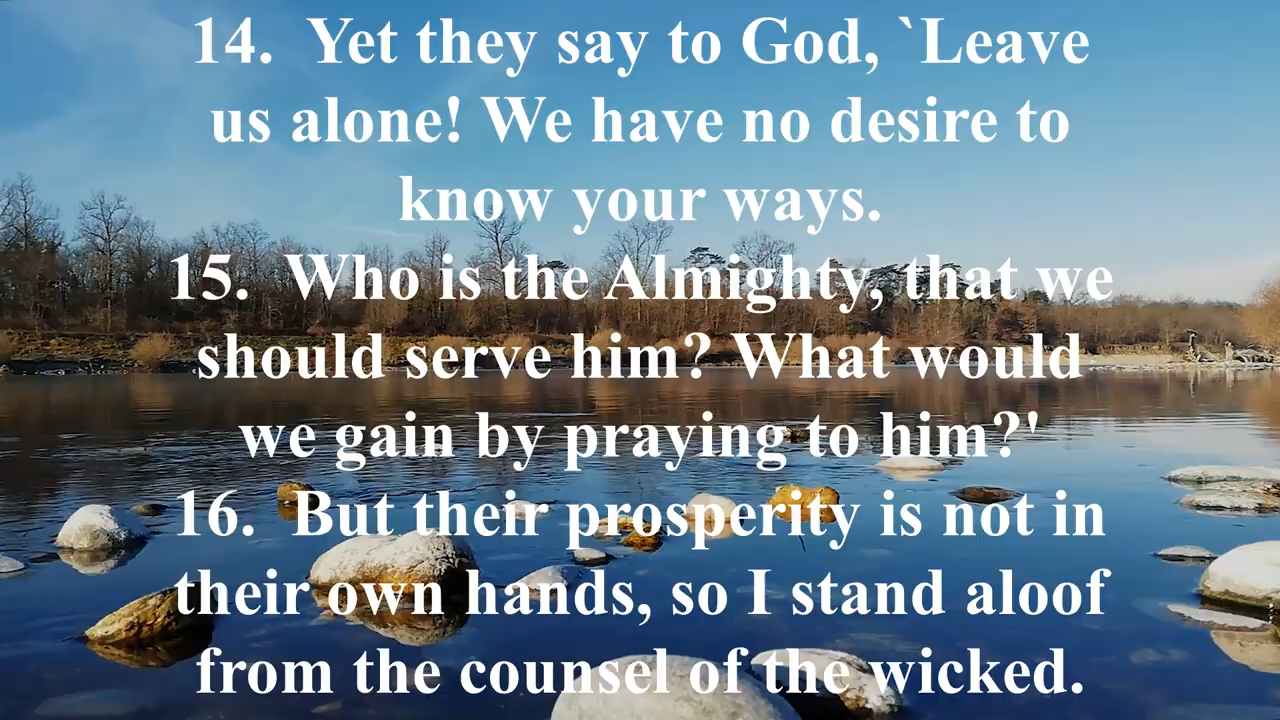 14.  Yet they say to God, `Leave
us alone! We have no desire to
know your ways.
15.  Who is the Almighty, that we
should serve him? What would
we gain by praying to him?'
16.  But their prosperity is not in
their own hands, so I stand aloof
from the counsel of the wicked.